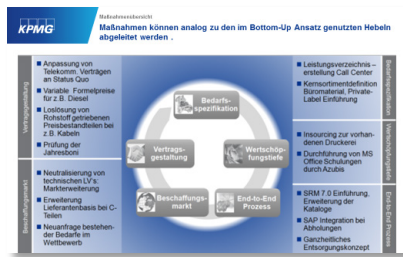 Maßnahmenübersicht
KPMG
Maßnahmen können analog zu den im Bottom-Up Ansatz genutzten Hebeln
abgeleitet werden .
Vertragsgestaltung
Anpassung von
Telekomm. Verträgen
an Status Quo
Variable Formelpreise
für z.B. Diesel
Loslösung von
Rohstoff getriebenen
Preisbestandteilen bei
z.B. Kabeln
Prüfung der
Jahresboni
Beschaffungsmarkt
Neutralisierung von
technischen LV's:
Markterweiterung
Erweiterung
Lieferantenbasis bei C-
Teilen
Neuanfrage bestehen-
der Bedarfe im
Wettbewerb
Bedarfs-
spezifikation
Vertrags-
gestaltung
Wertschöp-
fungstiefe
Beschaffungs-
markt
End-to-End
Prozess
Leistungsverzeichnis –
erstellung Call Center
Kernsortimentdefinition
Büromaterial, Private-
Label Einführung
Bedarfsspezifikation
Insourcing zur vorhan-
denen Druckerei
Durchführung von MS
Office Schulungen
durch Azubis
Wertschöpfungstiefe
SRM 7.0 Einführung,
Erweiterung der
Kataloge
SAP Integration bei
Abholungen
Ganzheitliches
Entsorgungskonzept
End-to-End Prozess